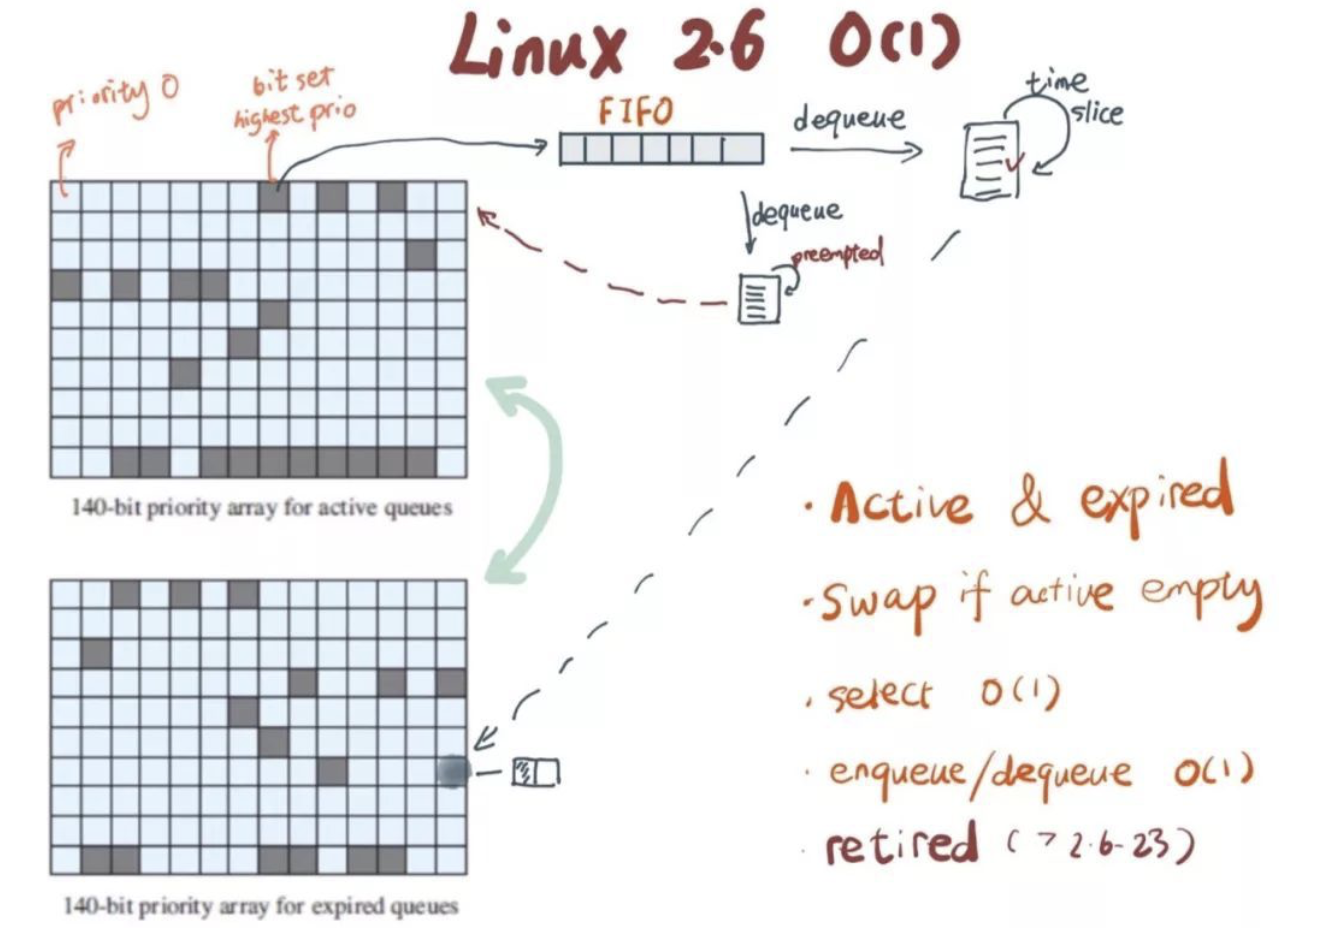 Linux 2.6 O(1)
priority 0
bit set
highest prio
FIFO
dequeue
time
slice
dequeue
preempted
140-bit priority array for active queues
· Active & expired
· Swap if active empty
· select O(1)
· enqueue/dequeue O(1)
· retired (>2.6-23)
140-bit priority array for expired queues